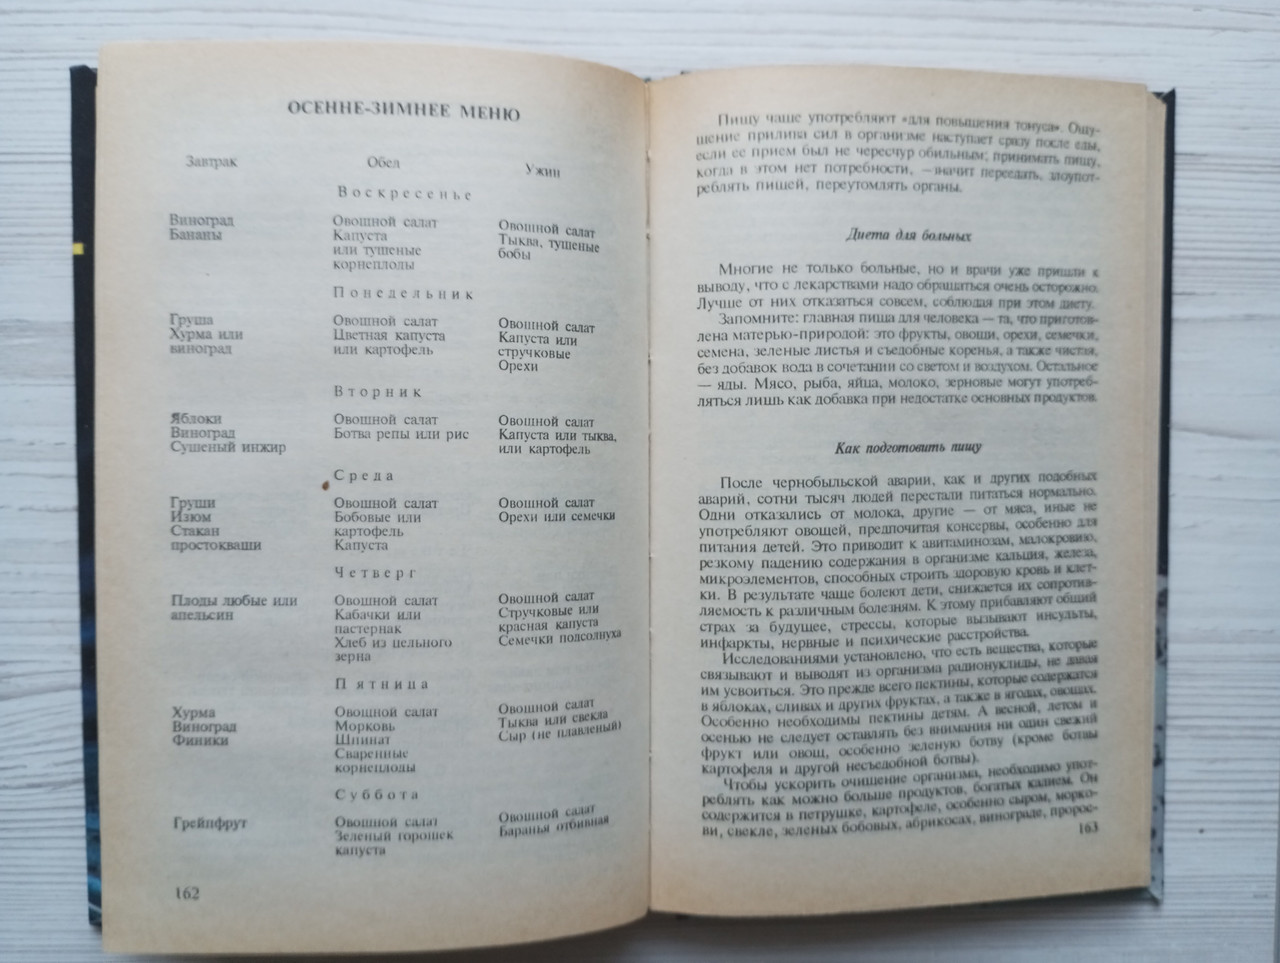 ОСЕННЕ-ЗИМНЕЕ МЕНЮ
Завтрак Обед Ужин
Воскресенье
Виноград Овощной салат Овощной салат
Бананы Капуста Тыква, тушеные
или тушеные бобы
корнеплоды
Понедельник
Груша Овощной салат Овощной салат
Хурма или Цветная капуста Капуста или
виноград или картофель стручковые
Орехи
Вторник
Яблоки Овощной салат Овощной салат
Виноград Ботва репы или рис Капуста или тыква,
Сушеный инжир или картофель
Среда
Груши Овощной салат Овощной салат
Изюм Бобовые или Орехи или семечки
Стакан картофель
простокваши Капуста
Четверг
Плоды любые или Овощной салат Овощной салат
апельсин Кабачки или Стручковые или
пастернак красная капуста
Хлеб из цельного Семечки подсолнуха
зерна
Пятница
Хурма Овощной салат Овощной салат
Виноград Морковь Тыква или свекла
Финики Шпинат Сыр (не плавленый)
Сваренные
корнеплоды
Суббота
Грейпфрут Овощной салат Овощной салат
Зеленый горошек Баранья отбивная
капуста
162
Пищу чаще употребляют «для повышения тонуса». Ощу-
щение прилива сил в организме наступает сразу после еды,
если ее прием был не чересчур обильным; принимать пищу,
когда в этом нет потребности, — значит переедать, злоупот-
реблять пищей, переутомлять органы.
Диета для больных
Многие не только больные, но и врачи уже пришли к
выводу, что с лекарствами надо обращаться очень осторожно.
Лучше от них отказаться совсем, соблюдая при этом диету.
Запомните: главная пища для человека — та, что приготов-
лена матерью-природой: это фрукты, овощи, орехи, семечки,
семена, зеленые листья и съедобные коренья, а также чистая,
без добавок вода в сочетании со светом и воздухом. Остальное
— яды. Мясо, рыба, яйца, молоко, зерновые могут употреб-
ляться лишь как добавка при недостатке основных продуктов.
Как подготовить пищу
После чернобыльской аварии, как и других подобных
аварий, сотни тысяч людей перестали питаться нормально.
Одни отказались от молока, другие — от мяса, иные не
употребляют овощей, предпочитая консервы, особенно для
питания детей. Это приводит к авитаминозам, малокровию,
резкому падению содержания в организме кальция, железа,
микроэлементов, способных строить здоровую кровь и клет-
ки. В результате чаще болеют дети, снижается их сопротив-
ляемость к различным болезням. К этому прибавляют общий
страх за будущее, стрессы, которые вызывают инсульты,
инфаркты, нервные и психические расстройства.
Исследованиями установлено, что есть вещества, которые
связывают и выводят из организма радионуклиды, не давая
им усвоиться. Это прежде всего пектины, которые содержатся
в яблоках, сливах и других фруктах, а также в ягодах, овощах.
Особенно необходимы пектины детям. А весной, летом и
осенью не следует оставлять без внимания ни один свежий
фрукт или овощ, особенно зеленую ботву (кроме ботвы
картофеля и другой несъедобной ботвы).
Чтобы ускорить очищение организма, необходимо упот-
реблять как можно больше продуктов, богатых калием. Он
содержится в петрушке, картофеле, особенно сыром, морко-
ви, свекле, зеленых бобовых, абрикосах, винограде, пророс-
163